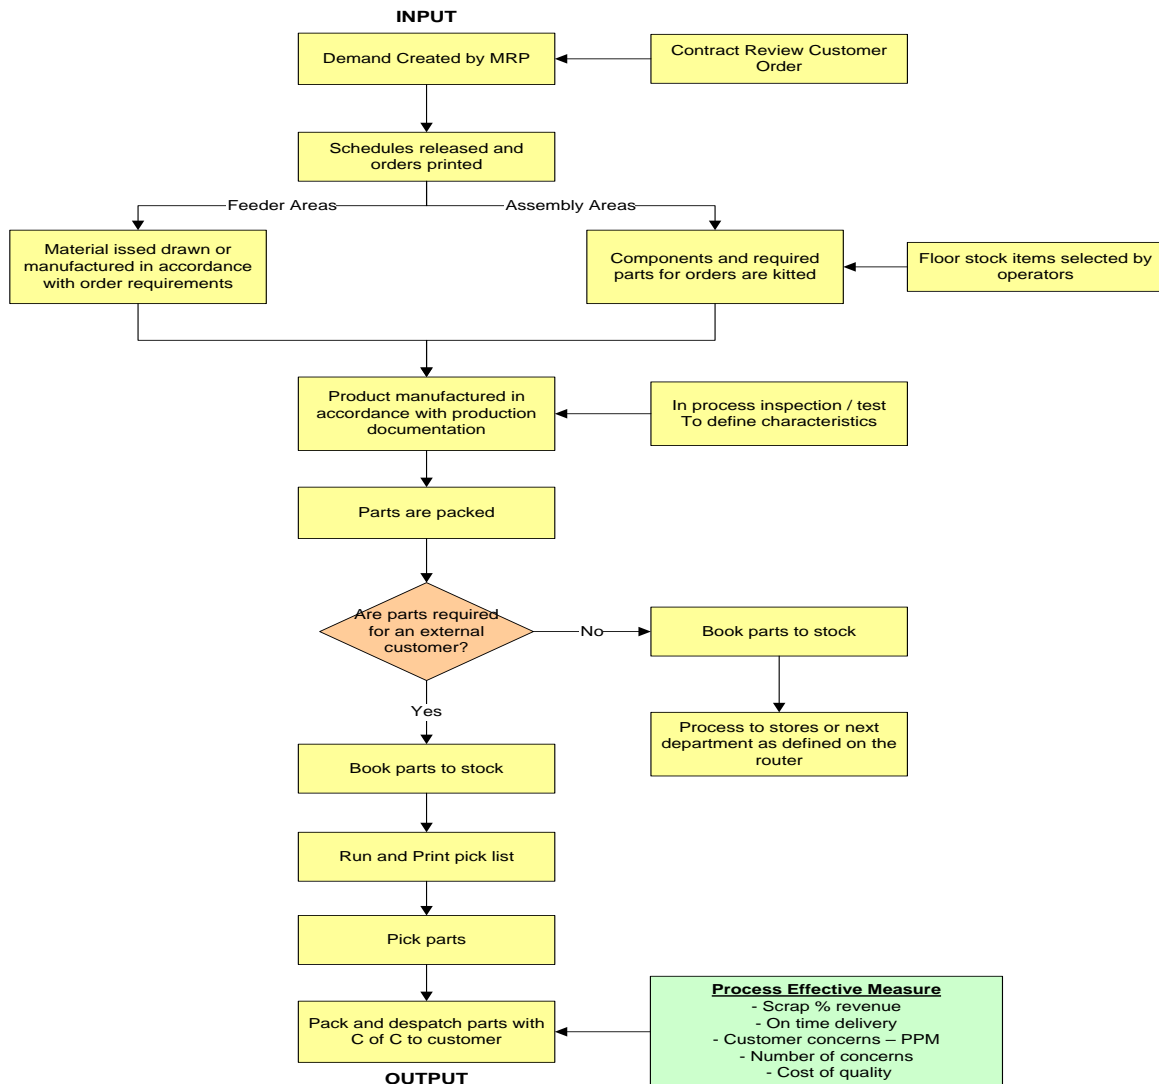 INPUT
Demand Created by MRP
Contract Review Customer
Order
Schedules released and
orders printed
Feeder Areas
Assembly Areas
Material issed drawn or
manufactured in accordance
with order requirements
Components and required
parts for orders are kitted
Floor stock items selected by
operators
Product manufactured in
accordance with production
documentation
In process inspection / test
To define characteristics
Parts are packed
Are parts required
for an external
customer?
No
Book parts to stock
Yes
Process to stores or next
department as defined on the
router
Book parts to stock
Run and Print pick list
Pick parts
Pack and despatch parts with
C of C to customer
Process Effective Measure
- Scrap % revenue
- On time delivery
- Customer concerns – PPM
- Number of concerns
- Cost of quality
OUTPUT